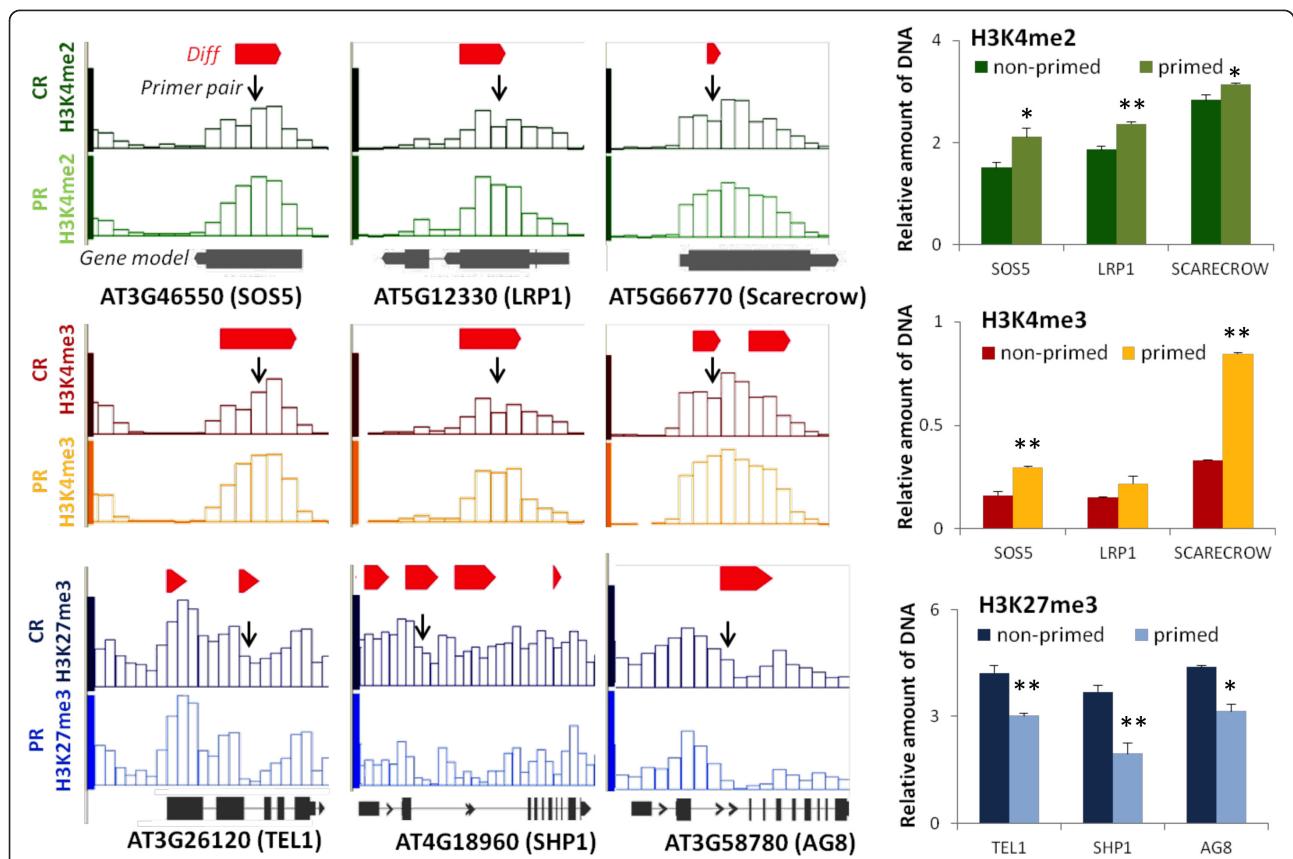 Diff
Primer pair
CR
H3K4me2
PR
H3K4me2
Gene model
AT3G46550 (SOS5)
AT5G12330 (LRP1)
AT5G66770 (Scarecrow)
CR
H3K4me3
PR
H3K4me3
CR
H3K27me3
PR
H3K27me3
AT3G26120 (TEL1)
AT4G18960 (SHP1)
AT3G58780 (AG8)
H3K4me2
non-primed
primed
Relative amount of DNA
4
2
0
*
**
*
SOS5
LRP1
SCARECROW
H3K4me3
non-primed
primed
Relative amount of DNA
1
0.5
0
**
**
SOS5
LRP1
SCARECROW
H3K27me3
non-primed
primed
Relative amount of DNA
6
3
0
**
**
*
TEL1
SHP1
AG8